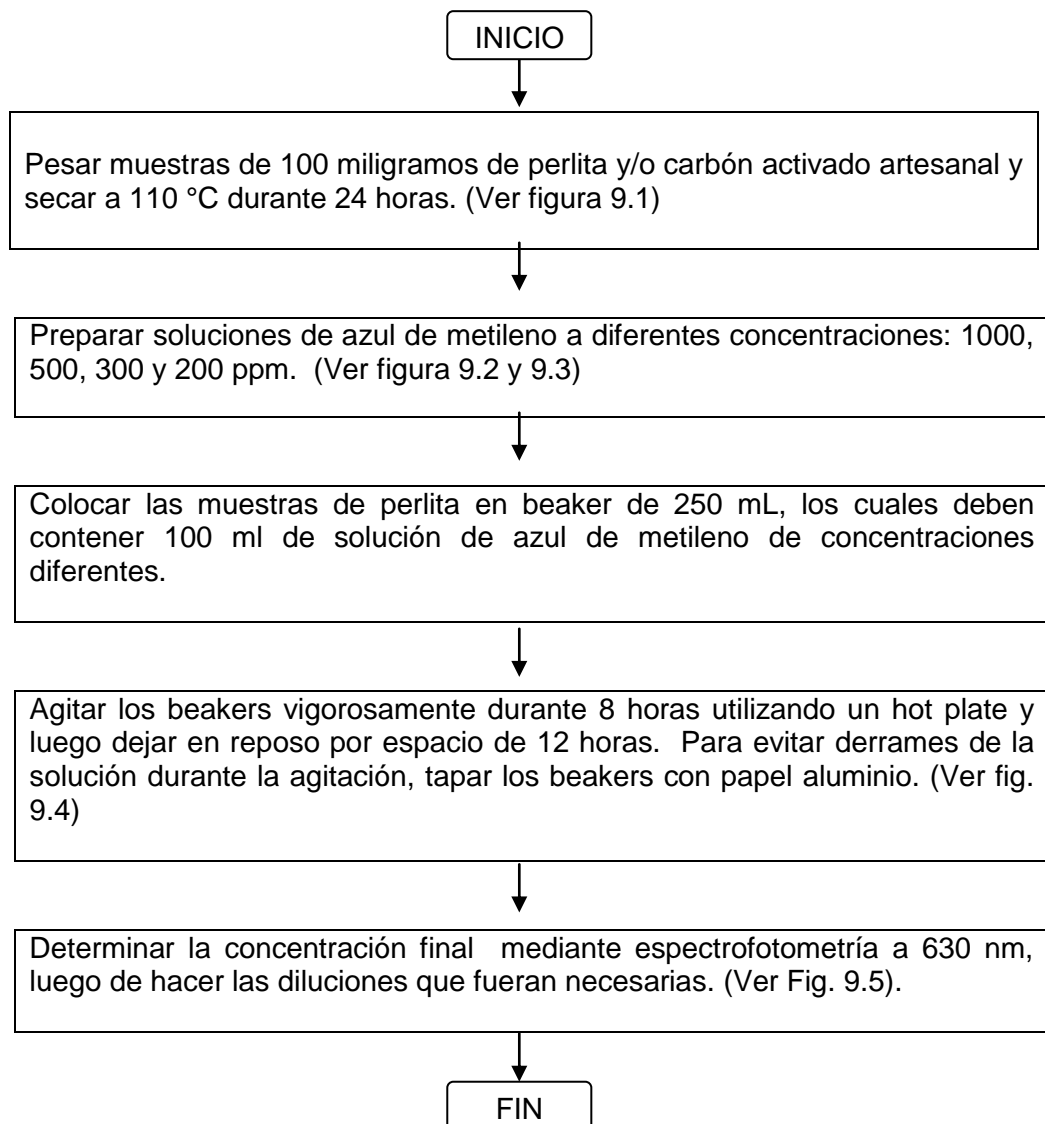 INICIO
Pesar muestras de 100 miligramos de perlita y/o carbón activado artesanal y
secar a 110 °C durante 24 horas. (Ver figura 9.1)
Preparar soluciones de azul de metileno a diferentes concentraciones: 1000,
500, 300 y 200 ppm.  (Ver figura 9.2 y 9.3)
Colocar las muestras de perlita en beaker de 250 mL, los cuales deben
contener 100 ml de solución de azul de metileno de concentraciones
diferentes.
Agitar los beakers vigorosamente durante 8 horas utilizando un hot plate y
luego dejar en reposo por espacio de 12 horas.  Para evitar derrames de la
solución durante la agitación, tapar los beakers con papel aluminio. (Ver fig.
9.4)
Determinar la concentración final  mediante espectrofotometría a 630 nm,
luego de hacer las diluciones que fueran necesarias. (Ver Fig. 9.5).
FIN